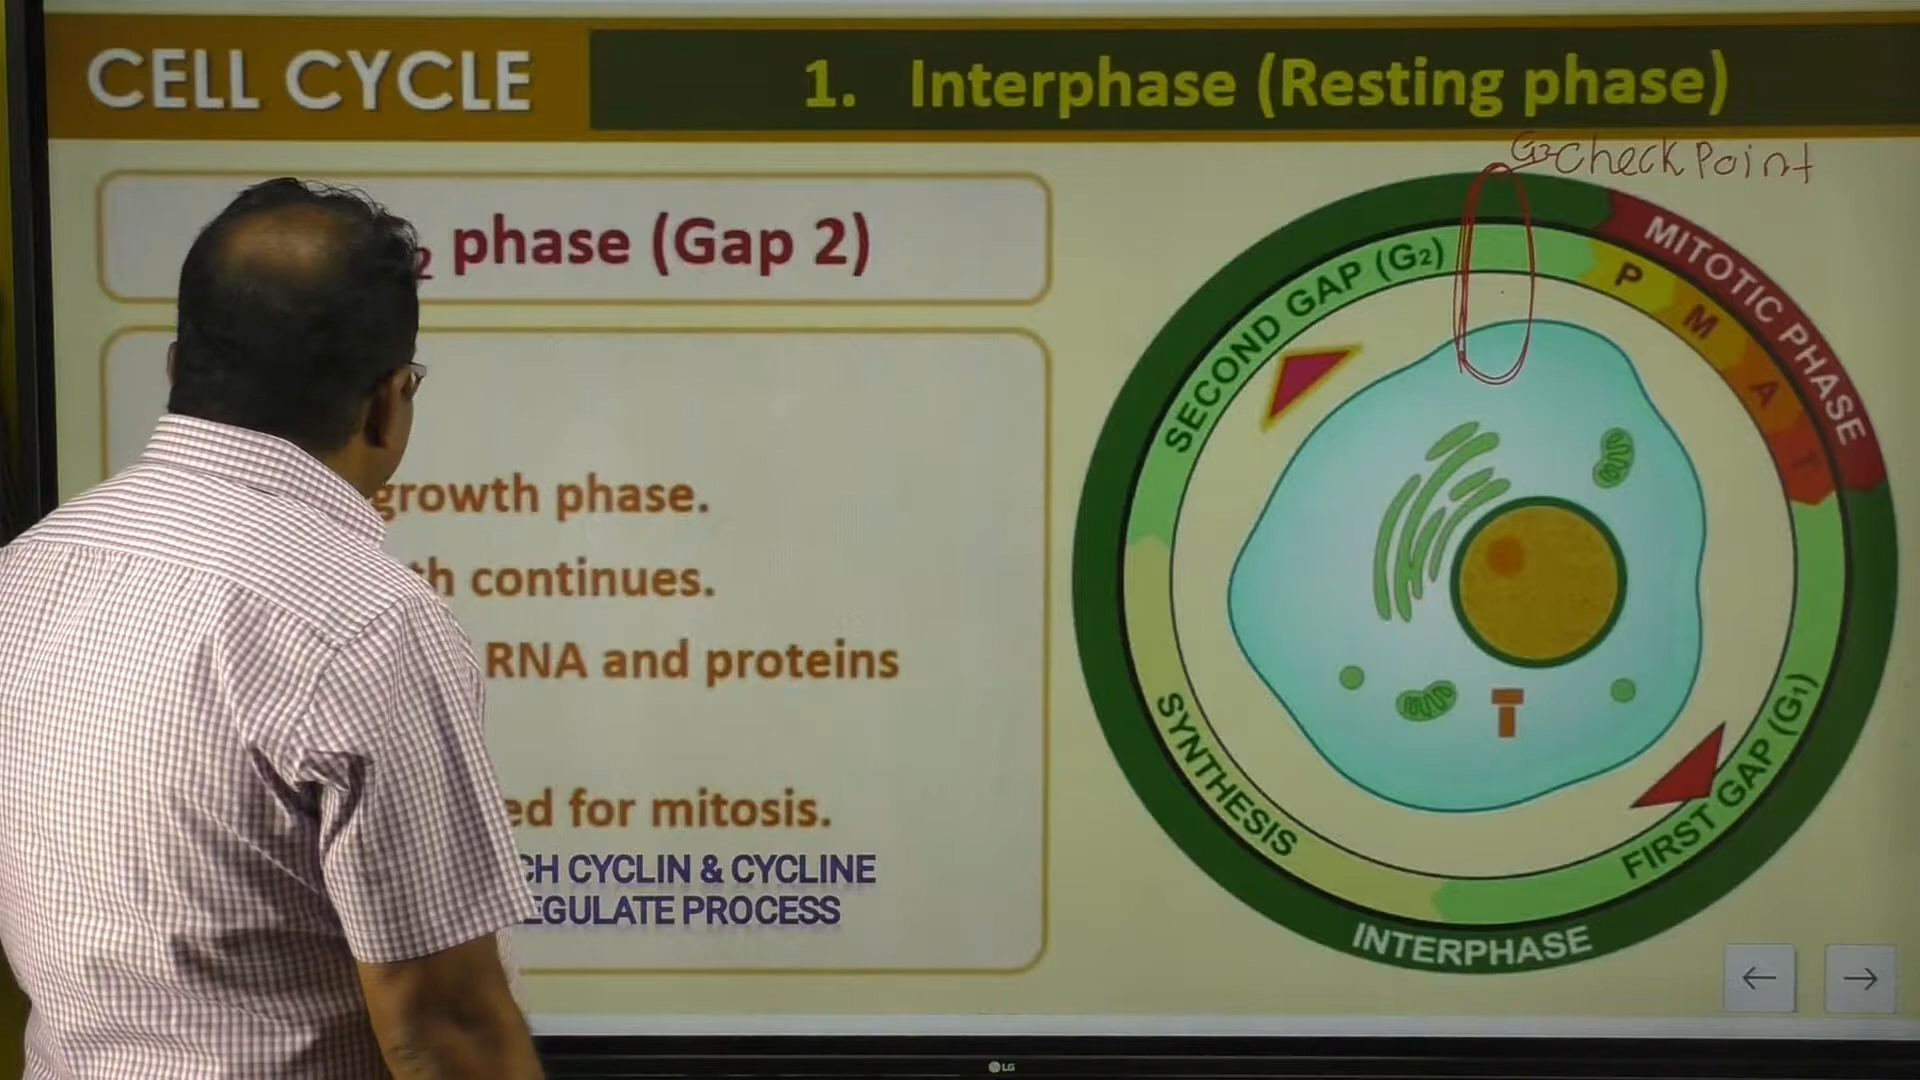 CELL CYCLE
1. Interphase (Resting phase)
G2 Check Point
2 phase (Gap 2)
growth phase.
th continues.
RNA and proteins
ed for mitosis.
CH CYCLIN & CYCLINE
EGULATE PROCESS
SECOND GAP (G2)
MITOTIC PHASE
P
M
A
T
SYNTHESIS
FIRST GAP (G1)
INTERPHASE
LG